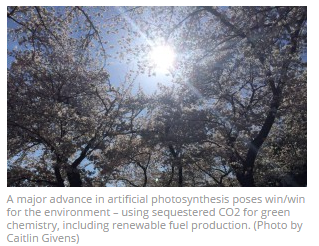 A major advance in artificial photosynthesis poses win/win
for the environment – using sequestered CO2 for green
chemistry, including renewable fuel production. (Photo by
Caitlin Givens)